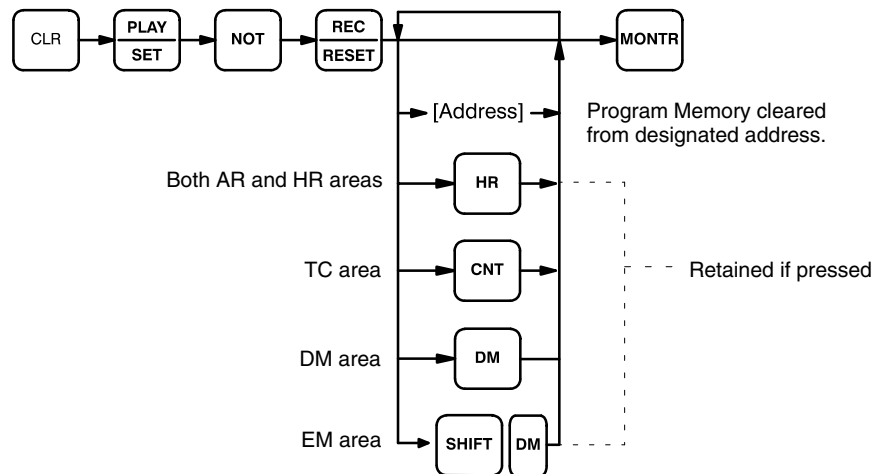 CLR
PLAY
SET
NOT
REC
RESET
MONTR
[Address]
Program Memory cleared
from designated address.
Both AR and HR areas
HR
TC area
CNT
Retained if pressed
DM area
DM
EM area
SHIFT
DM